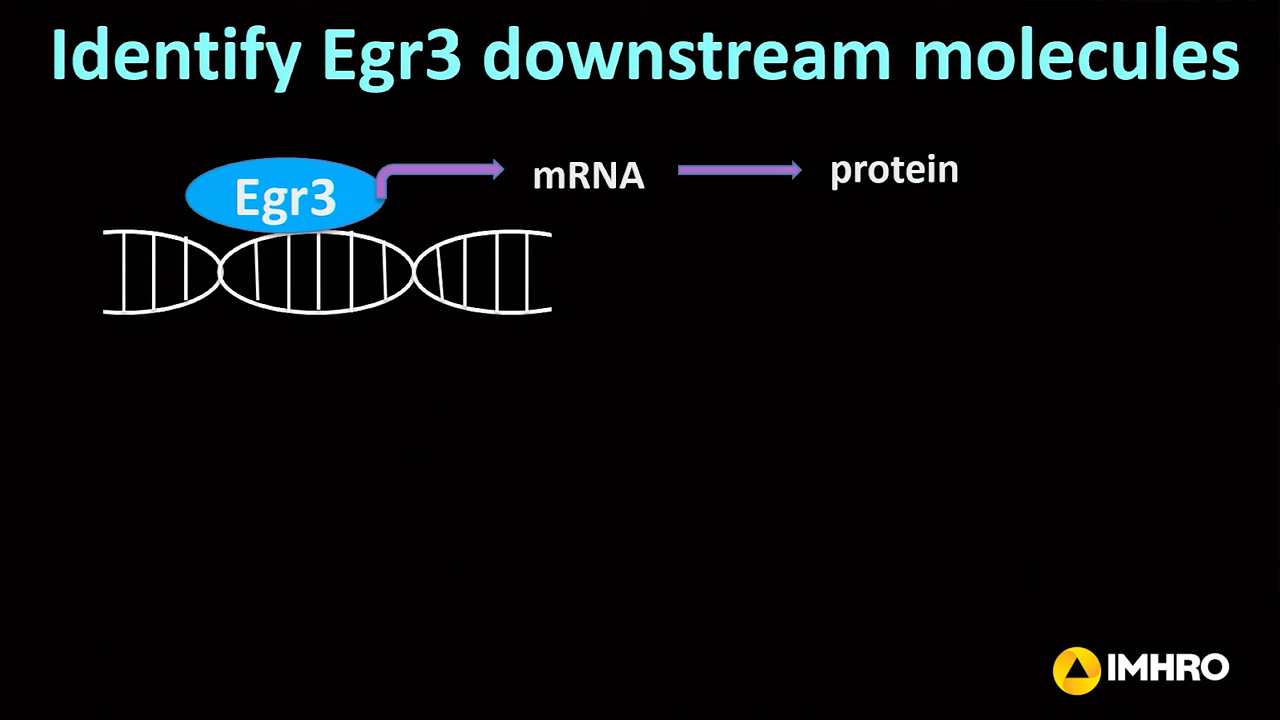 Identify Egr3 downstream molecules
Egr3
mRNA
protein
IMHRO